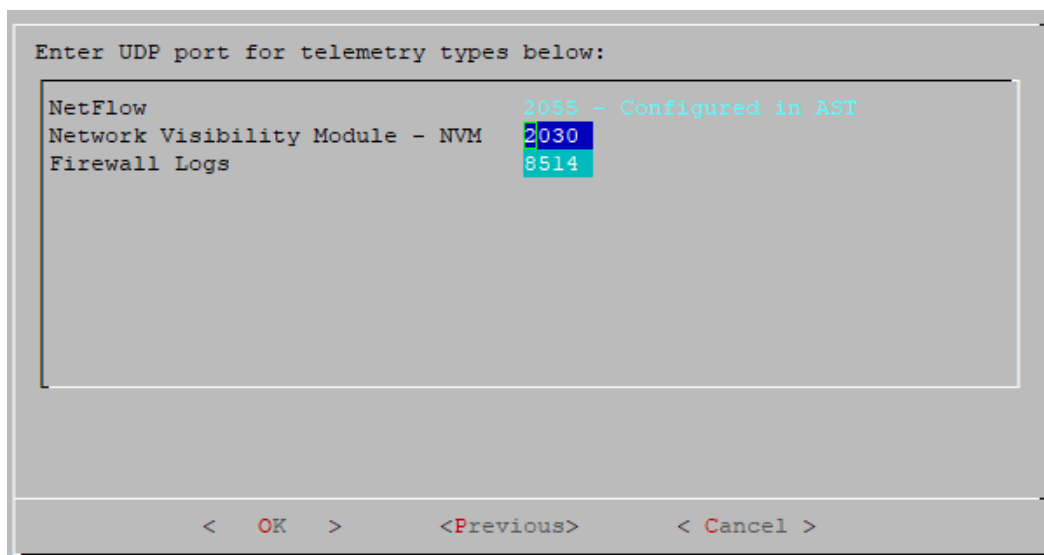 Enter UDP port for telemetry types below:
NetFlow 2055 - Configured in AST
Network Visibility Module - NVM 2030
Firewall Logs 8514
< OK > <Previous> < Cancel >